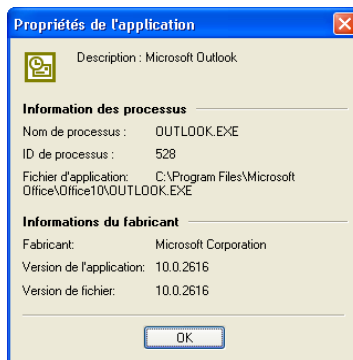 Propriétés de l'application
Description : Microsoft Outlook
Information des processus
Nom de processus : OUTLOOK.EXE
ID de processus : 528
Fichier d'application: C:\Program Files\Microsoft
Office\Office10\OUTLOOK.EXE
Informations du fabricant
Fabricant: Microsoft Corporation
Version de l'application: 10.0.2616
Version de fichier: 10.0.2616
OK